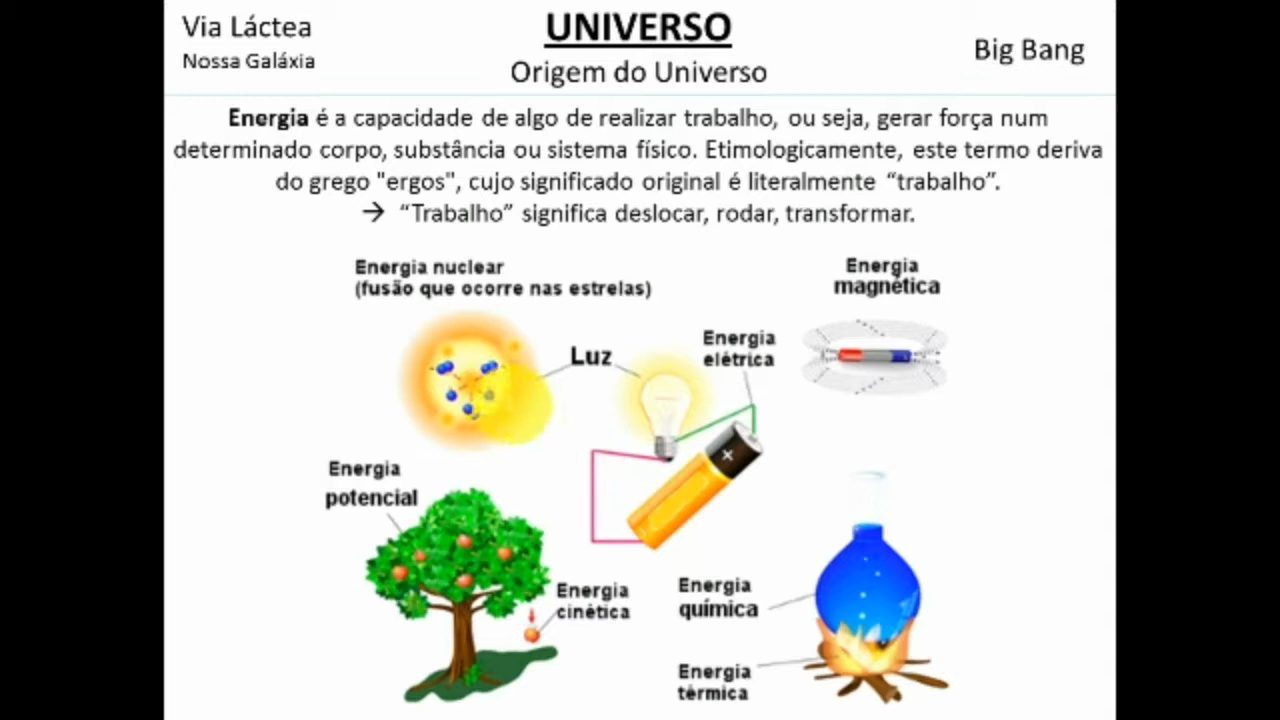 Via Láctea
Nossa Galáxia
UNIVERSO
Origem do Universo
Big Bang
Energia é a capacidade de algo de realizar trabalho, ou seja, gerar força num
determinado corpo, substância ou sistema físico. Etimologicamente, este termo deriva
do grego "ergos", cujo significado original é literalmente “trabalho”.
→ “Trabalho” significa deslocar, rodar, transformar.
Energia nuclear
(fusão que ocorre nas estrelas)
Energia
magnética
Luz
Energia
elétrica
+
Energia
potencial
Energia
cinética
Energia
química
Energia
térmica